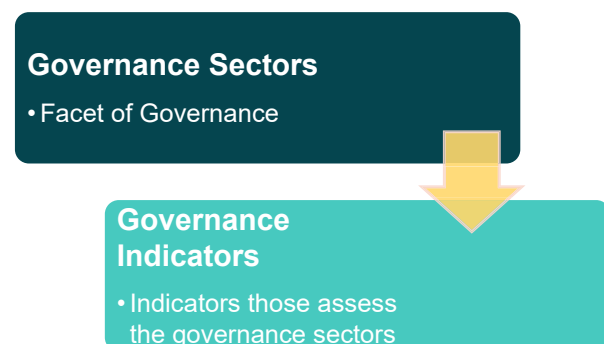 Governance Sectors
• Facet of Governance
Governance
Indicators
• Indicators those assess
the governance sectors